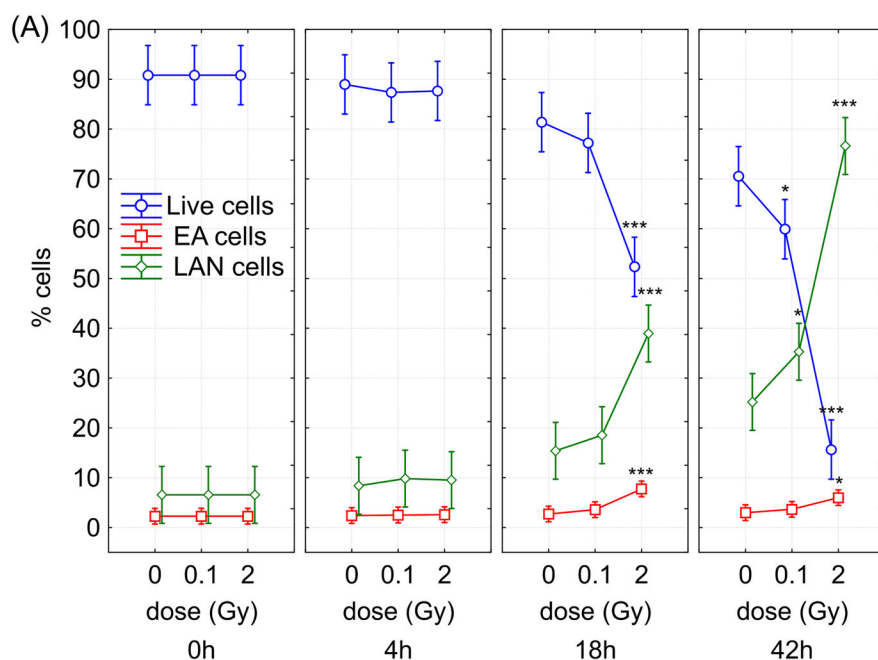 (A)
100
90
80
70
60
50
40
30
20
10
0
% cells
Live cells
EA cells
LAN cells
***
***
***
*
*
***
***
*
0 0.1 2 0 0.1 2 0 0.1 2 0 0.1 2
dose (Gy) dose (Gy) dose (Gy) dose (Gy)
0h 4h 18h 42h